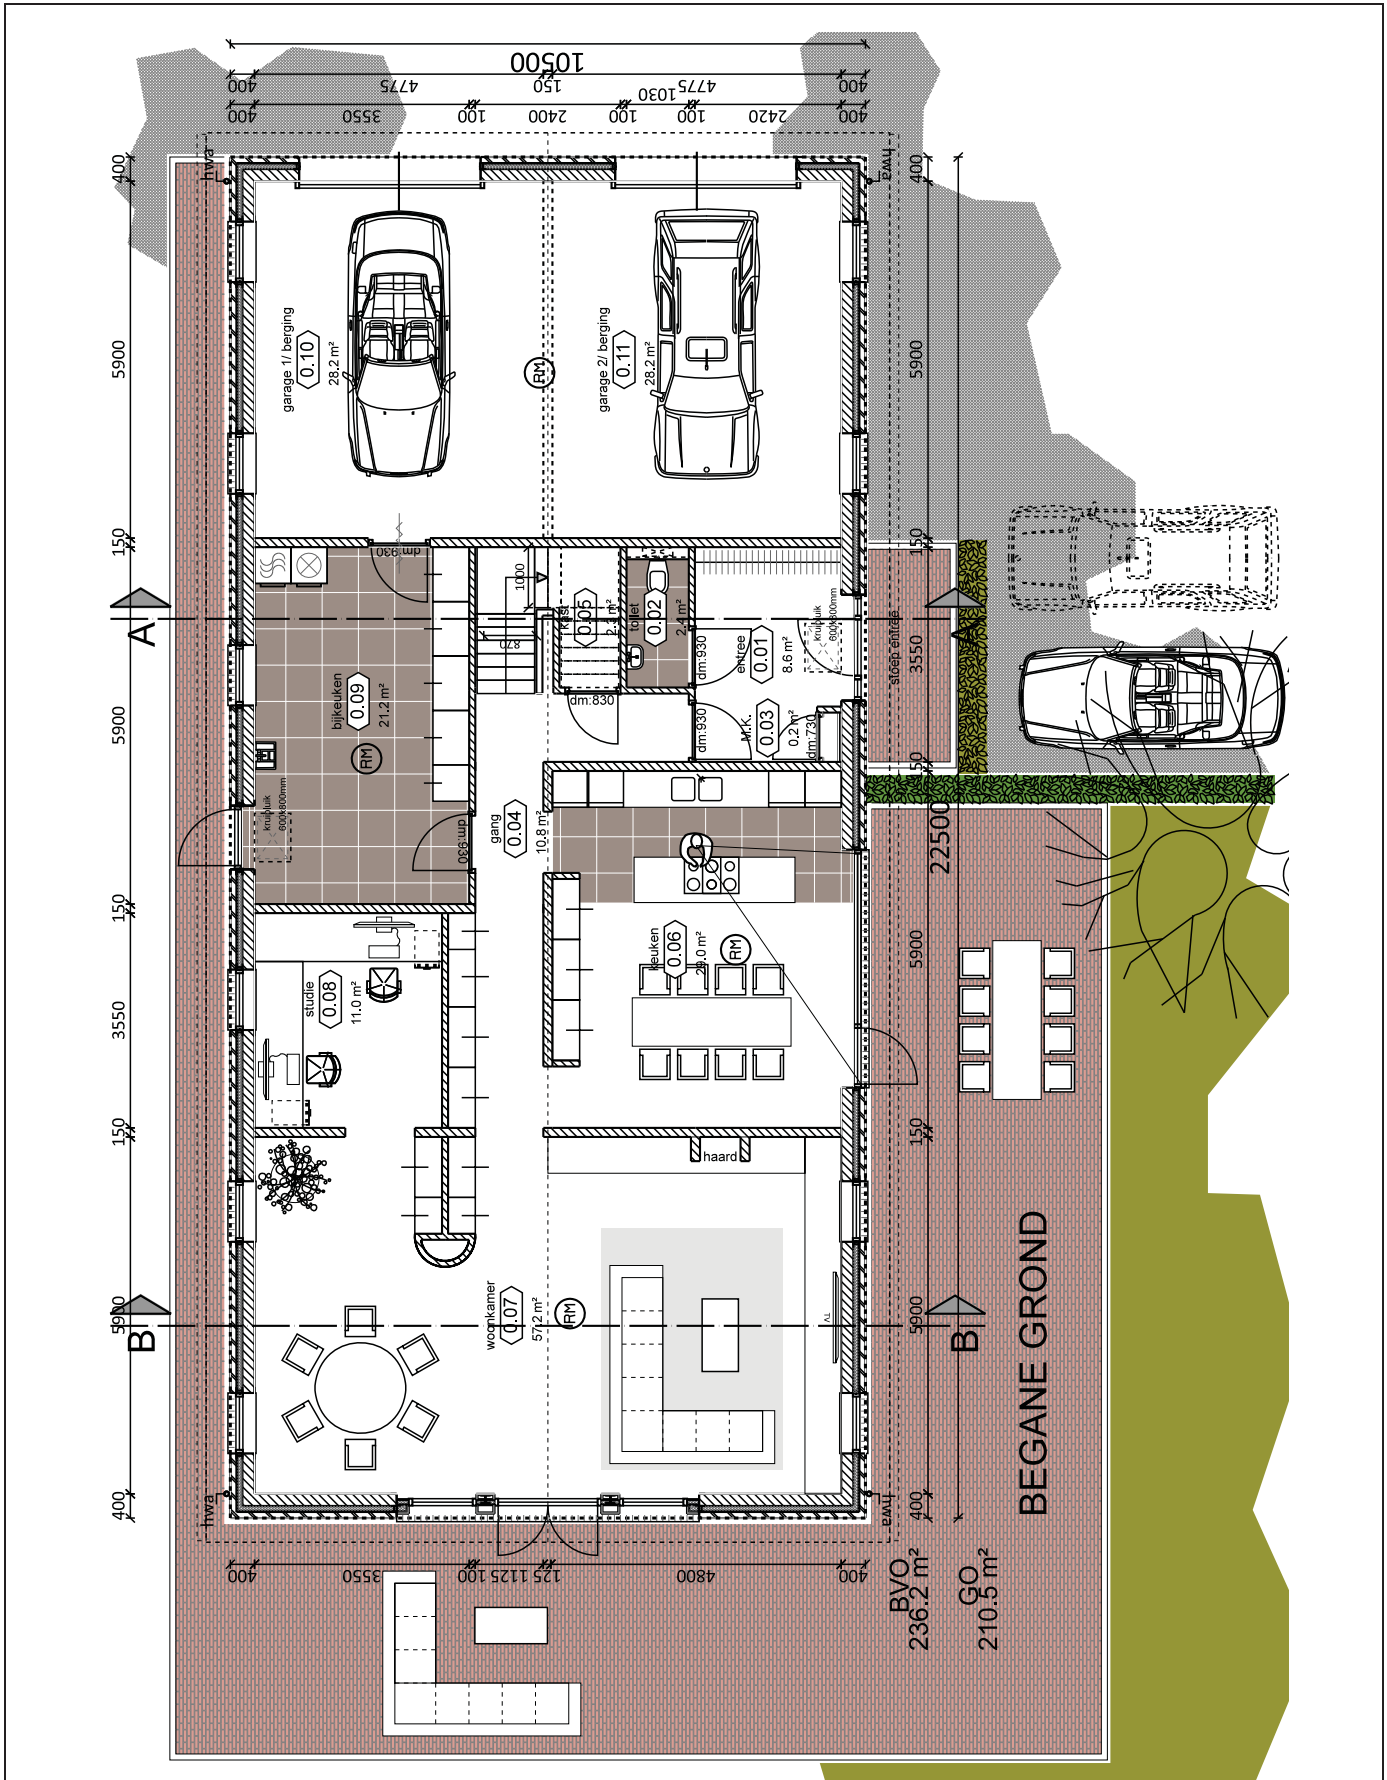 10500
400
4775
150
4775
400
400
3550
100
2400
100
1030
100
2420
400
hwa
hwa
400
5900
150
5900
150
3550
150
5900
400
400
5900
150
3550
150
5900
150
5900
400
22500
garage 1/ berging
0.10
28.2 m²
garage 2/ berging
0.11
28.2 m²
RM
dm:930
1000
870
kast
0.05
toilet
0.02
2.4 m²
dm:930
entree
0.01
8.6 m²
kruipluik
600x800mm
stoep entree
A
A
bijkeuken
0.09
21.2 m²
RM
dm:830
dm:930
M.K.
0.03
0.2 m²
dm:730
kruipluik
600x800mm
dm:930
gang
0.04
10.8 m²
keuken
0.06
29.0 m²
RM
studie
0.08
11.0 m²
haard
woonkamer
0.07
57.2 m²
RM
TV
B
B
hwa
hwa
400
3550
100
1125
125
4800
400
BEGANE GROND
BVO
236.2 m²
GO
210.5 m²